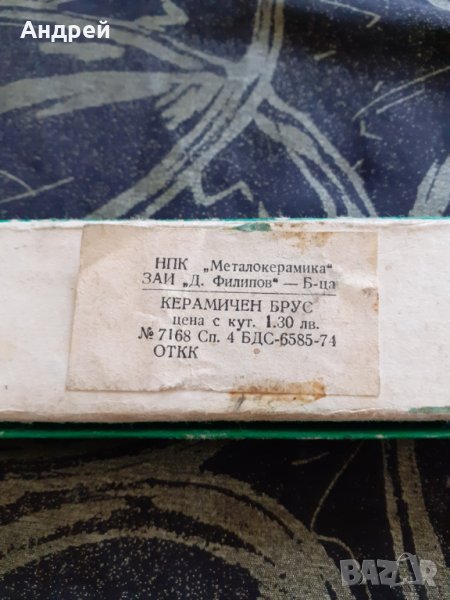 Андрей
НПК „Металокерамика"
ЗАИ „Д. Филипов" — Б-ца
КЕРАМИЧЕН БРУС
цена с кут. 1.30 лв.
№ 7168 Сп. 4 БДС-6585-74
ОТКК
BAZAR